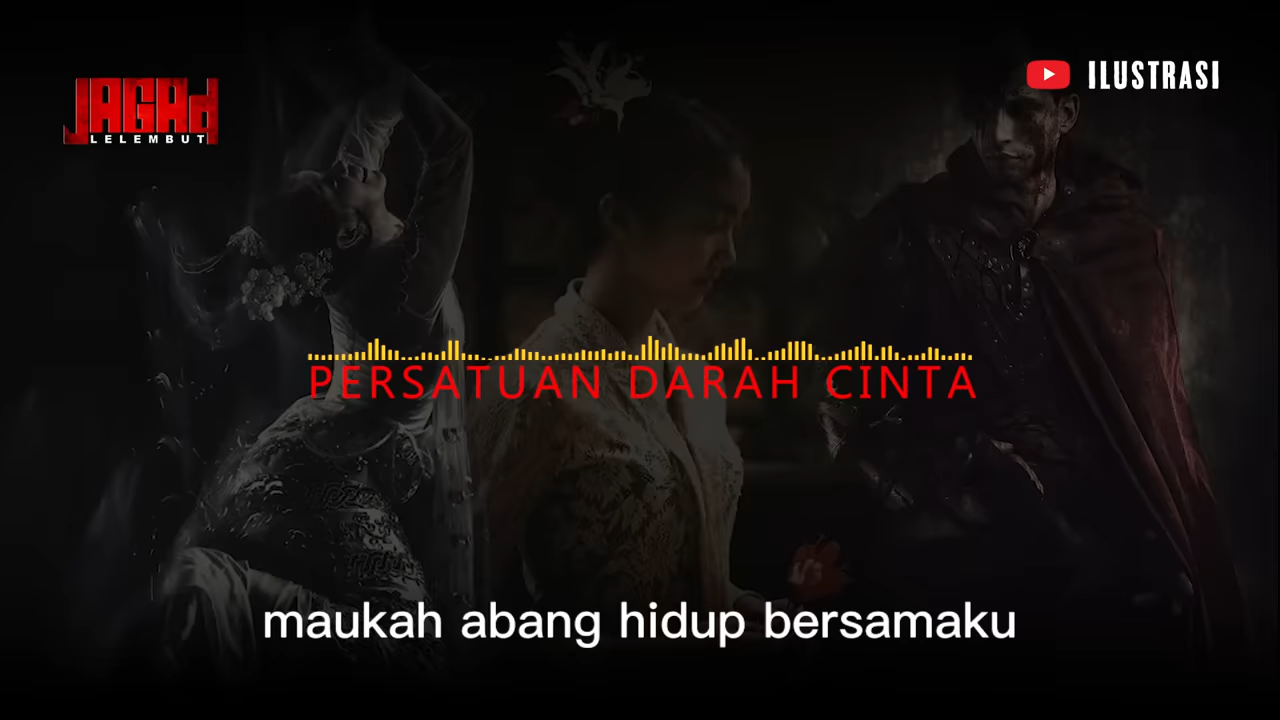 JAGAd
LELEMBUT
ILUSTRASI
PERSATUAN DARAH CINTA
maukah abang hidup bersamaku